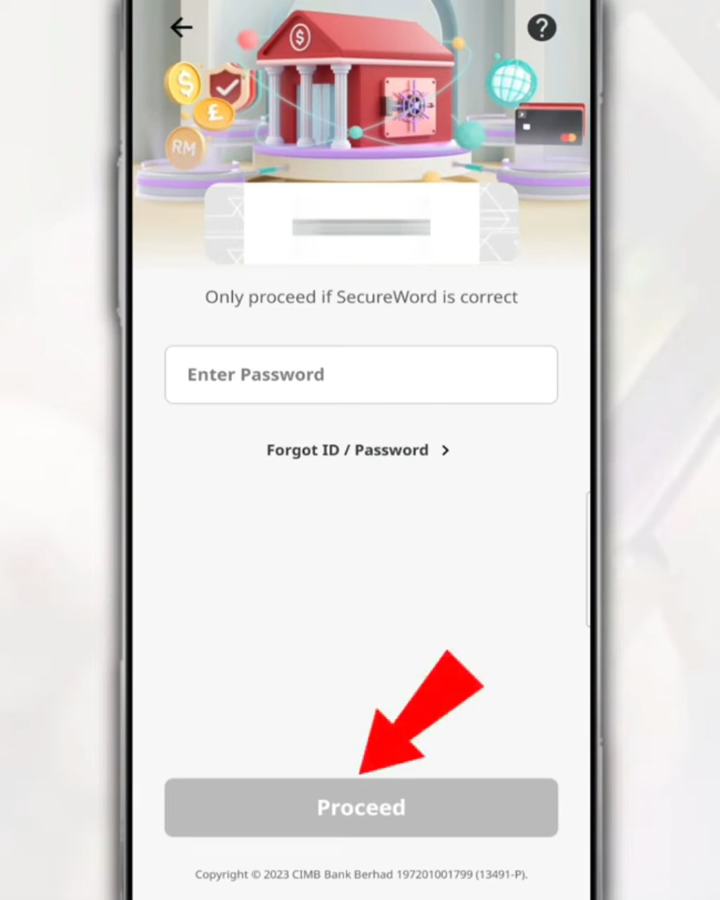 $
?
$
£
RM
Only proceed if SecureWord is correct
Enter Password
Forgot ID / Password >
Proceed
Copyright © 2023 CIMB Bank Berhad 197201001799 (13491-P).